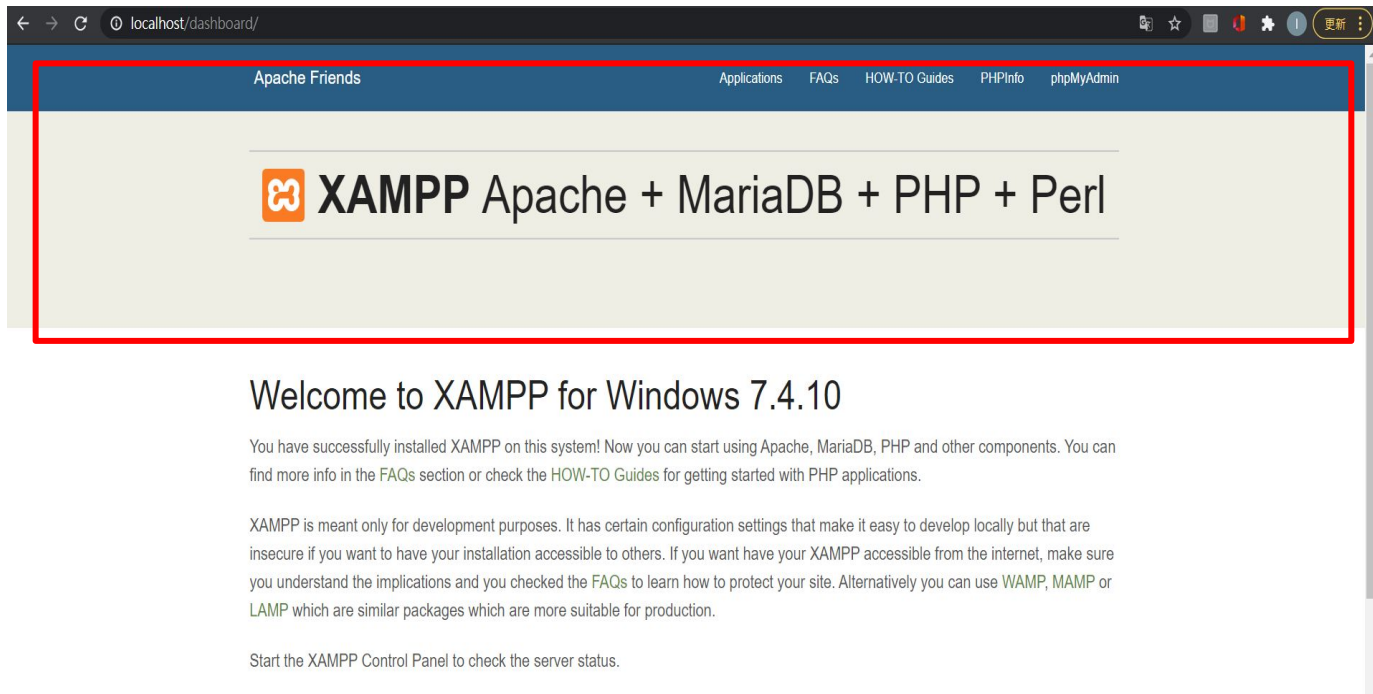 localhost/dashboard/
更新
Apache Friends
Applications FAQs HOW-TO Guides PHPInfo phpMyAdmin
XAMPP Apache + MariaDB + PHP + Perl
Welcome to XAMPP for Windows 7.4.10
You have successfully installed XAMPP on this system! Now you can start using Apache, MariaDB, PHP and other components. You can
find more info in the FAQs section or check the HOW-TO Guides for getting started with PHP applications.
XAMPP is meant only for development purposes. It has certain configuration settings that make it easy to develop locally but that are
insecure if you want to have your installation accessible to others. If you want have your XAMPP accessible from the internet, make sure
you understand the implications and you checked the FAQs to learn how to protect your site. Alternatively you can use WAMP, MAMP or
LAMP which are similar packages which are more suitable for production.
Start the XAMPP Control Panel to check the server status.